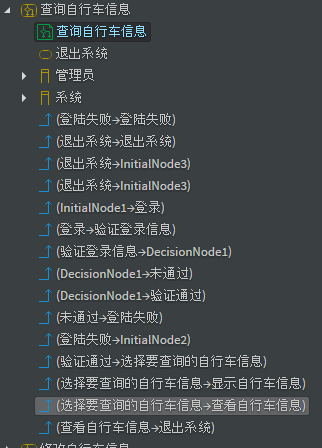 查询自行车信息
查询自行车信息
退出系统
管理员
系统
(登陆失败→登陆失败)
(退出系统→退出系统)
(退出系统→InitialNode3)
(退出系统→InitialNode3)
(InitialNode1→登录)
(登录→验证登录信息)
(验证登录信息→DecisionNode1)
(DecisionNode1→未通过)
(DecisionNode1→验证通过)
(未通过→登陆失败)
(登陆失败→InitialNode2)
(验证通过→选择要查询的自行车信息)
(选择要查询的自行车信息→显示自行车信息)
(选择要查询的自行车信息→查看自行车信息)
(查看自行车信息→退出系统)
修改自行车信息